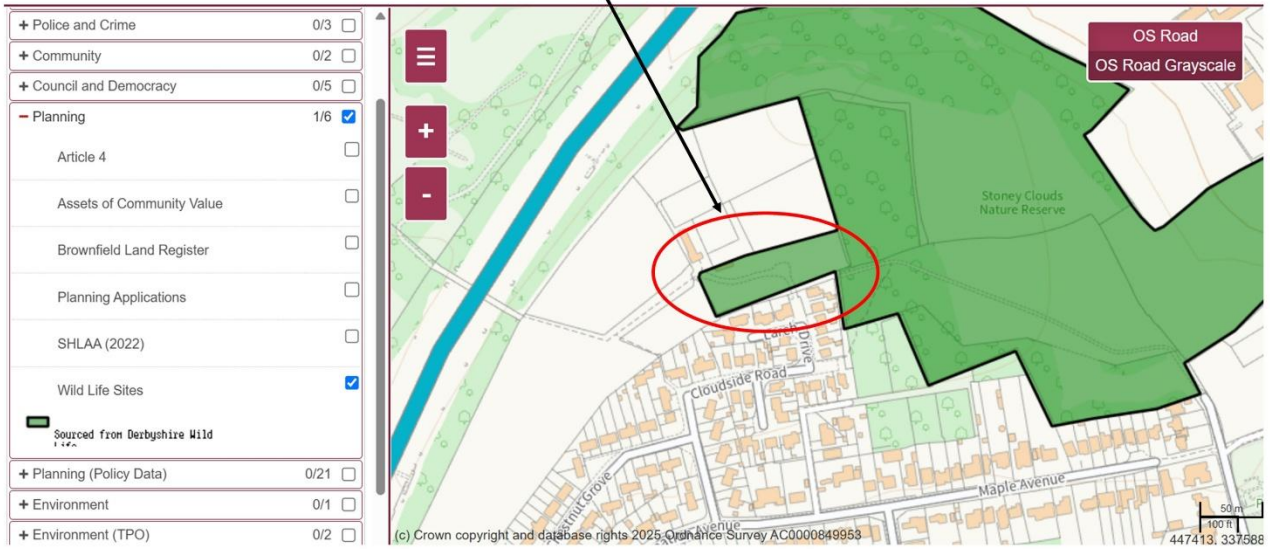 + Police and Crime 0/3
+ Community 0/2
+ Council and Democracy 0/5
− Planning 1/6
Article 4
Assets of Community Value
Brownfield Land Register
Planning Applications
SHLAA (2022)
Wild Life Sites
Sourced from Derbyshire Wild
+ Planning (Policy Data) 0/21
+ Environment 0/1
+ Environment (TPO) 0/2
☰
+
-
OS Road
OS Road Grayscale
Stoney Clouds
Nature Reserve
Larch
Drive
Cloudside Road
Maple Avenue
Avenue
50 m
100 ft
(c) Crown copyright and database rights 2025 Ordnance Survey AC0000849953
447413, 337588